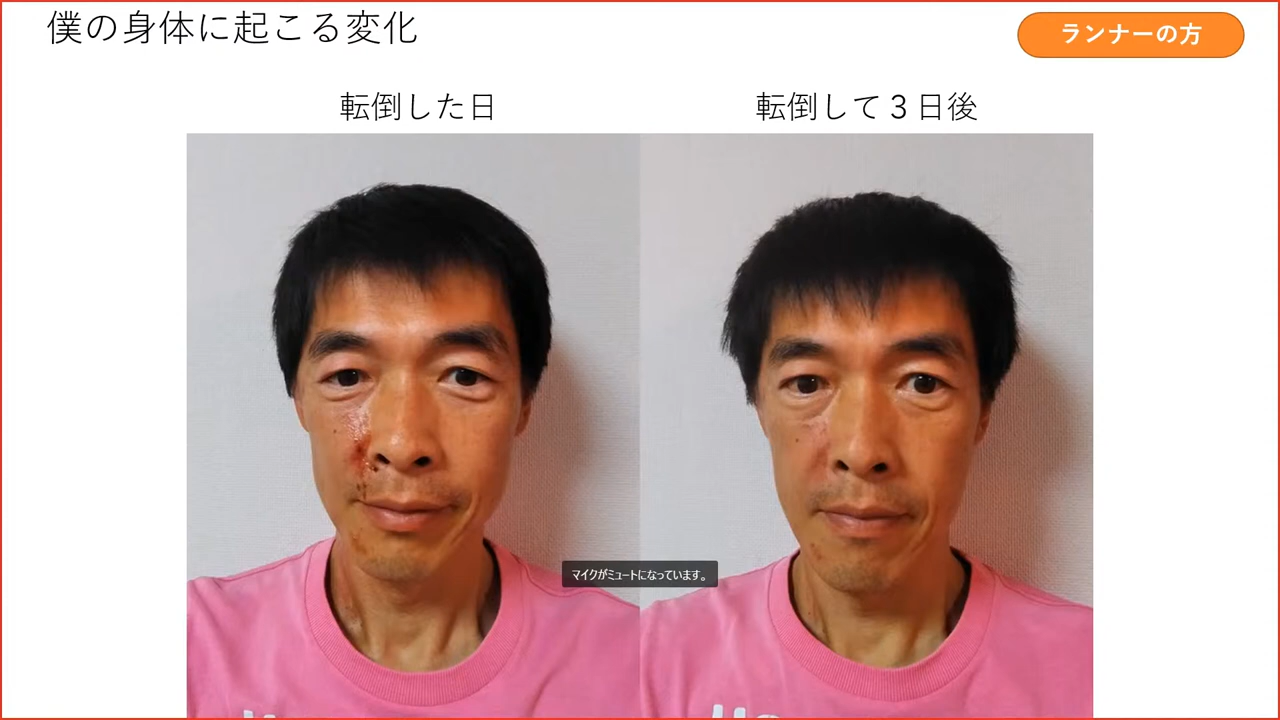 僕の身体に起こる変化
ランナーの方
転倒した日
転倒して3日後
マイクがミュートになっています。